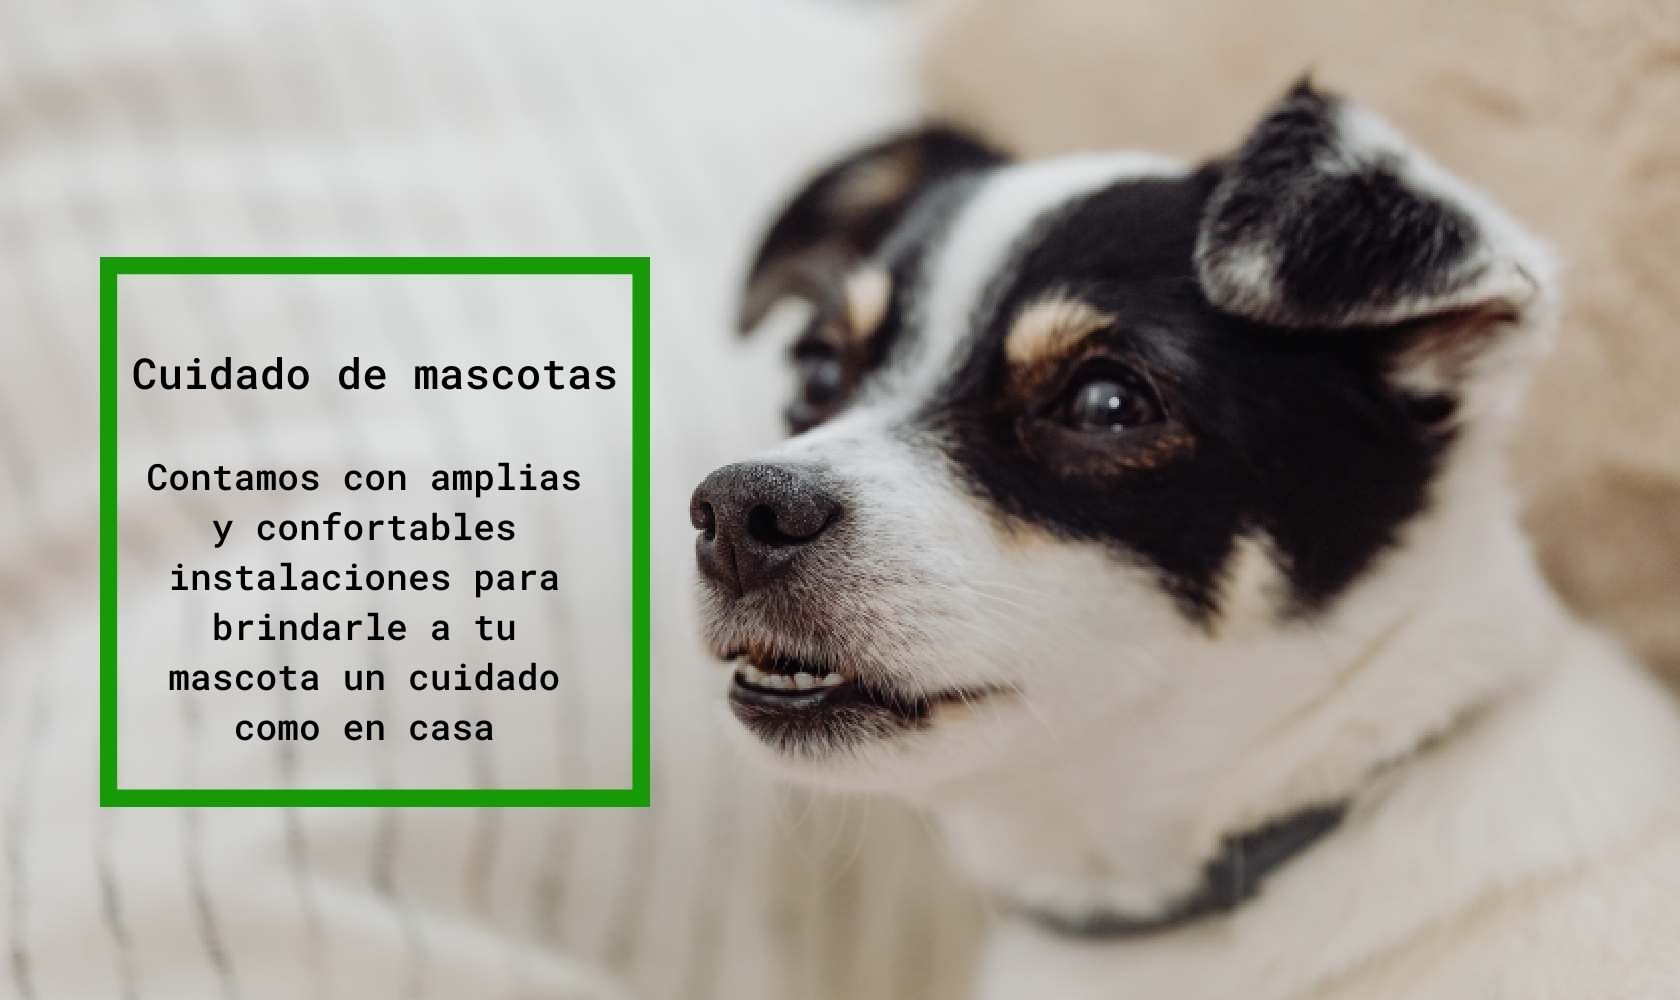 Cuidado de mascotas
Contamos con amplias
y confortables
instalaciones para
brindarle a tu
mascota un cuidado
como en casa